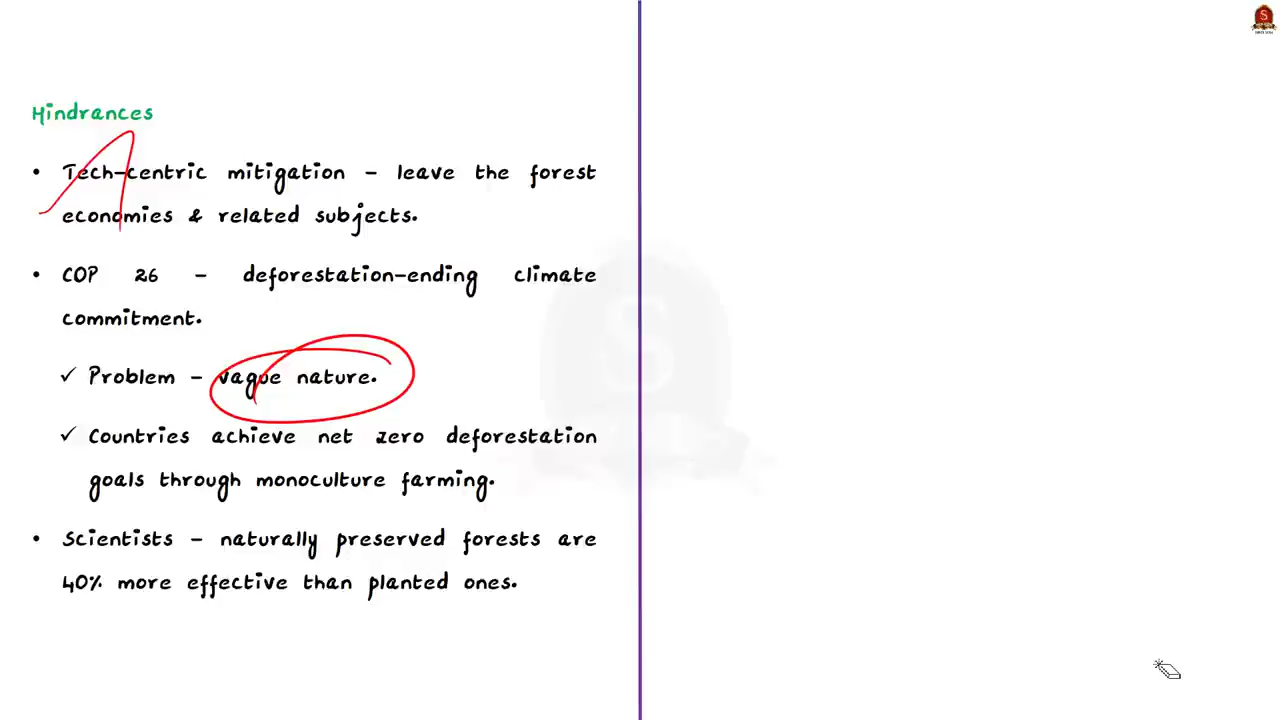 Hindrances
• Tech-centric mitigation - leave the forest
economies & related subjects.
• COP 26 - deforestation-ending climate
commitment.
✓ Problem - vague nature.
✓ Countries achieve net zero deforestation
goals through monoculture farming.
• Scientists - naturally preserved forests are
40% more effective than planted ones.